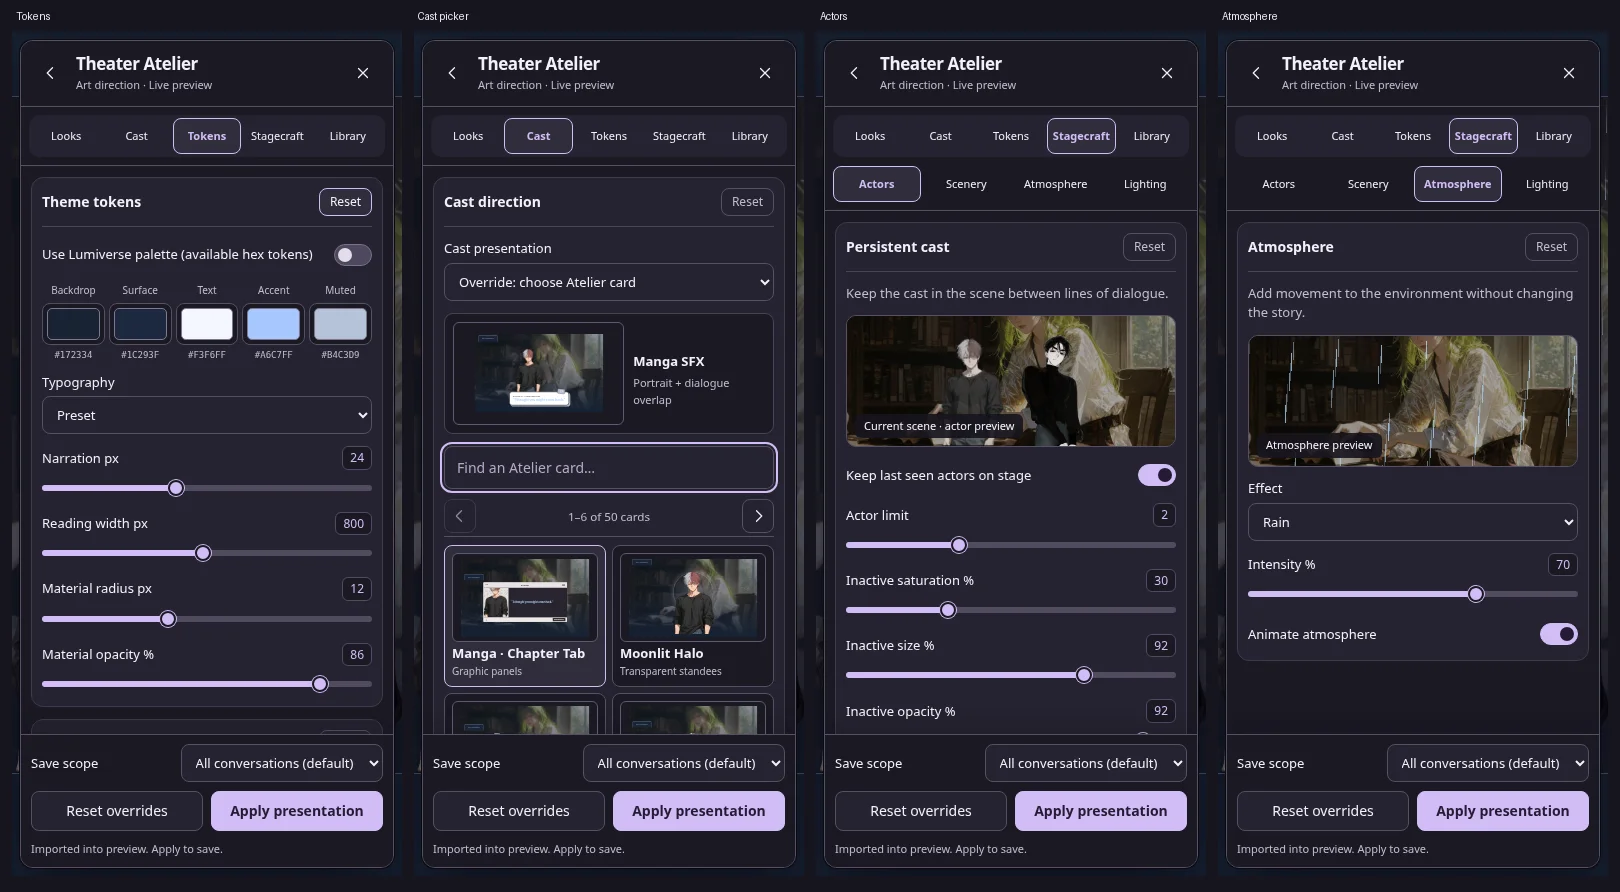 Tokens
Theater Atelier
Art direction · Live preview
Looks Cast Tokens Stagecraft Library
Theme tokens Reset
Use Lumiverse palette (available hex tokens)
Backdrop Surface Text Accent Muted
#172334 #1C293F #F3F6FF #A6C7FF #B4C3D9
Typography
Preset
Narration px 24
Reading width px 800
Material radius px 12
Material opacity % 86
Save scope All conversations (default)
Reset overrides Apply presentation
Imported into preview. Apply to save.
Cast picker
Theater Atelier
Art direction · Live preview
Looks Cast Tokens Stagecraft Library
Cast direction Reset
Cast presentation
Override: choose Atelier card
Manga SFX
Portrait + dialogue
overlap
Find an Atelier card...
1–6 of 50 cards
Manga · Chapter Tab
Graphic panels
Moonlit Halo
Transparent standees
Save scope All conversations (default)
Reset overrides Apply presentation
Imported into preview. Apply to save.
Actors
Theater Atelier
Art direction · Live preview
Looks Cast Tokens Stagecraft Library
Actors Scenery Atmosphere Lighting
Persistent cast Reset
Keep the cast in the scene between lines of dialogue.
Current scene · actor preview
Keep last seen actors on stage
Actor limit 2
Inactive saturation % 30
Inactive size % 92
Inactive opacity % 92
Save scope All conversations (default)
Reset overrides Apply presentation
Imported into preview. Apply to save.
Atmosphere
Theater Atelier
Art direction · Live preview
Looks Cast Tokens Stagecraft Library
Actors Scenery Atmosphere Lighting
Atmosphere Reset
Add movement to the environment without changing
the story.
Atmosphere preview
Effect
Rain
Intensity % 70
Animate atmosphere
Save scope All conversations (default)
Reset overrides Apply presentation
Imported into preview. Apply to save.